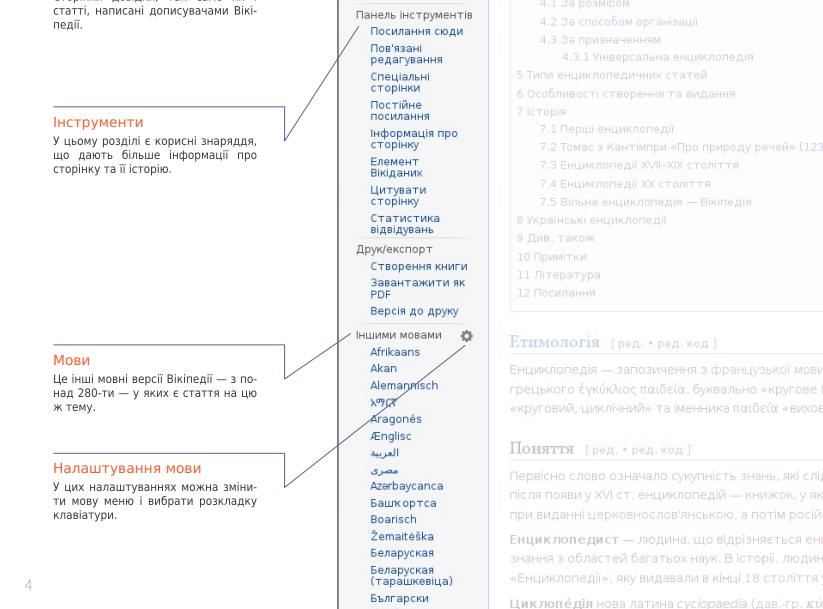 статті, написані дописувачами Вікі-
педії.
Інструменти
У цьому розділі є корисні знаряддя,
що дають більше інформації про
сторінку та її історію.
Мови
Це інші мовні версії Вікіпедії — з по-
над 280-ти — у яких є стаття на цю
ж тему.
Налаштування мови
У цих налаштуваннях можна зміни-
ти мову меню і вибрати розкладку
клавіатури.
4
Панель інструментів
Посилання сюди
Пов'язані
редагування
Спеціальні
сторінки
Постійне
посилання
Інформація про
сторінку
Елемент
Вікіданих
Цитувати
сторінку
Статистика
відвідувань
Друк/експорт
Створення книги
Завантажити як
PDF
Версія до друку
Іншими мовами
Afrikaans
Akan
Alemannisch
አማርኛ
Aragonés
Ænglisc
العربية
مصرى
Azərbaycanca
Башҡортса
Boarisch
Žemaitėška
Беларуская
Беларуская
(тарашкевіца)
Български
4.1 За розміром
4.2 За способом організації
4.3 За призначенням
4.3.1 Універсальна енциклопедія
5 Типи енциклопедичних статей
6 Особливості створення та видання
7 Історія
7.1 Перші енциклопедії
7.2 Томас з Кантімпри «Про природу речей» (123
7.3 Енциклопедії XVII–XIX століття
7.4 Енциклопедії XX століття
7.5 Вільна енциклопедія — Вікіпедія
8 Українські енциклопедії
9 Див. також
10 Примітки
11 Література
12 Посилання
Етимологія [ ред. • ред. код ]
Енциклопедія — запозичення з французької мови
грецького ἐγκύκλιος παιδεία, буквально «кругове
«круговий, циклічний» та іменника παιδεία «вихов
Поняття [ ред. • ред. код ]
Первісно слово означало сукупність знань, які слід
після появи у XVI ст. енциклопедій — книжок, у як
при виданні церковнослов'янською, а потім російс
Енциклопедист — людина, що відрізняється енц
знання з областей багатьох наук. В історії, людин
«Енциклопедії», яку видавали в кінці 18 століття у
Циклопе́дія нова латина cyclopaedia (дав.-гр. κύ